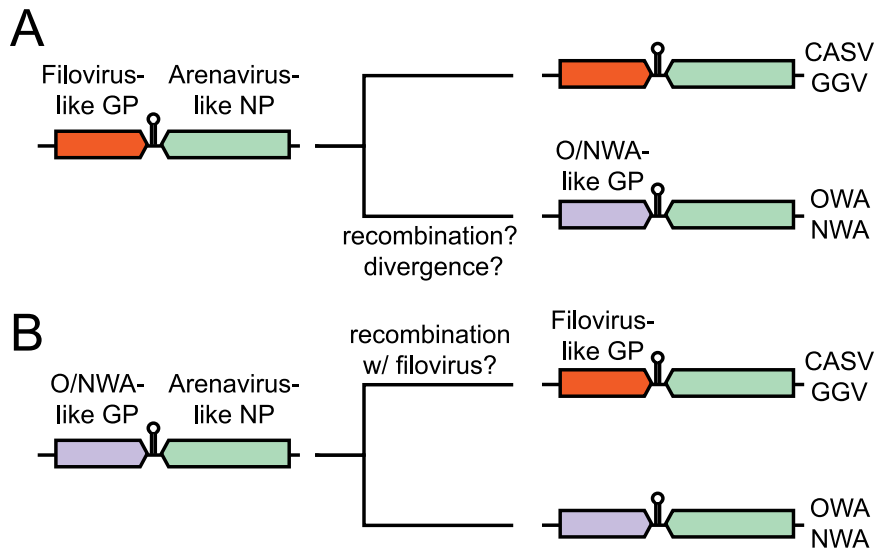 A
Filovirus-
like GP
Arenavirus-
like NP
CASV
GGV
O/NWA-
like GP
OWA
NWA
recombination?
divergence?
B
O/NWA-
like GP
Arenavirus-
like NP
recombination
w/ filovirus?
Filovirus-
like GP
CASV
GGV
OWA
NWA